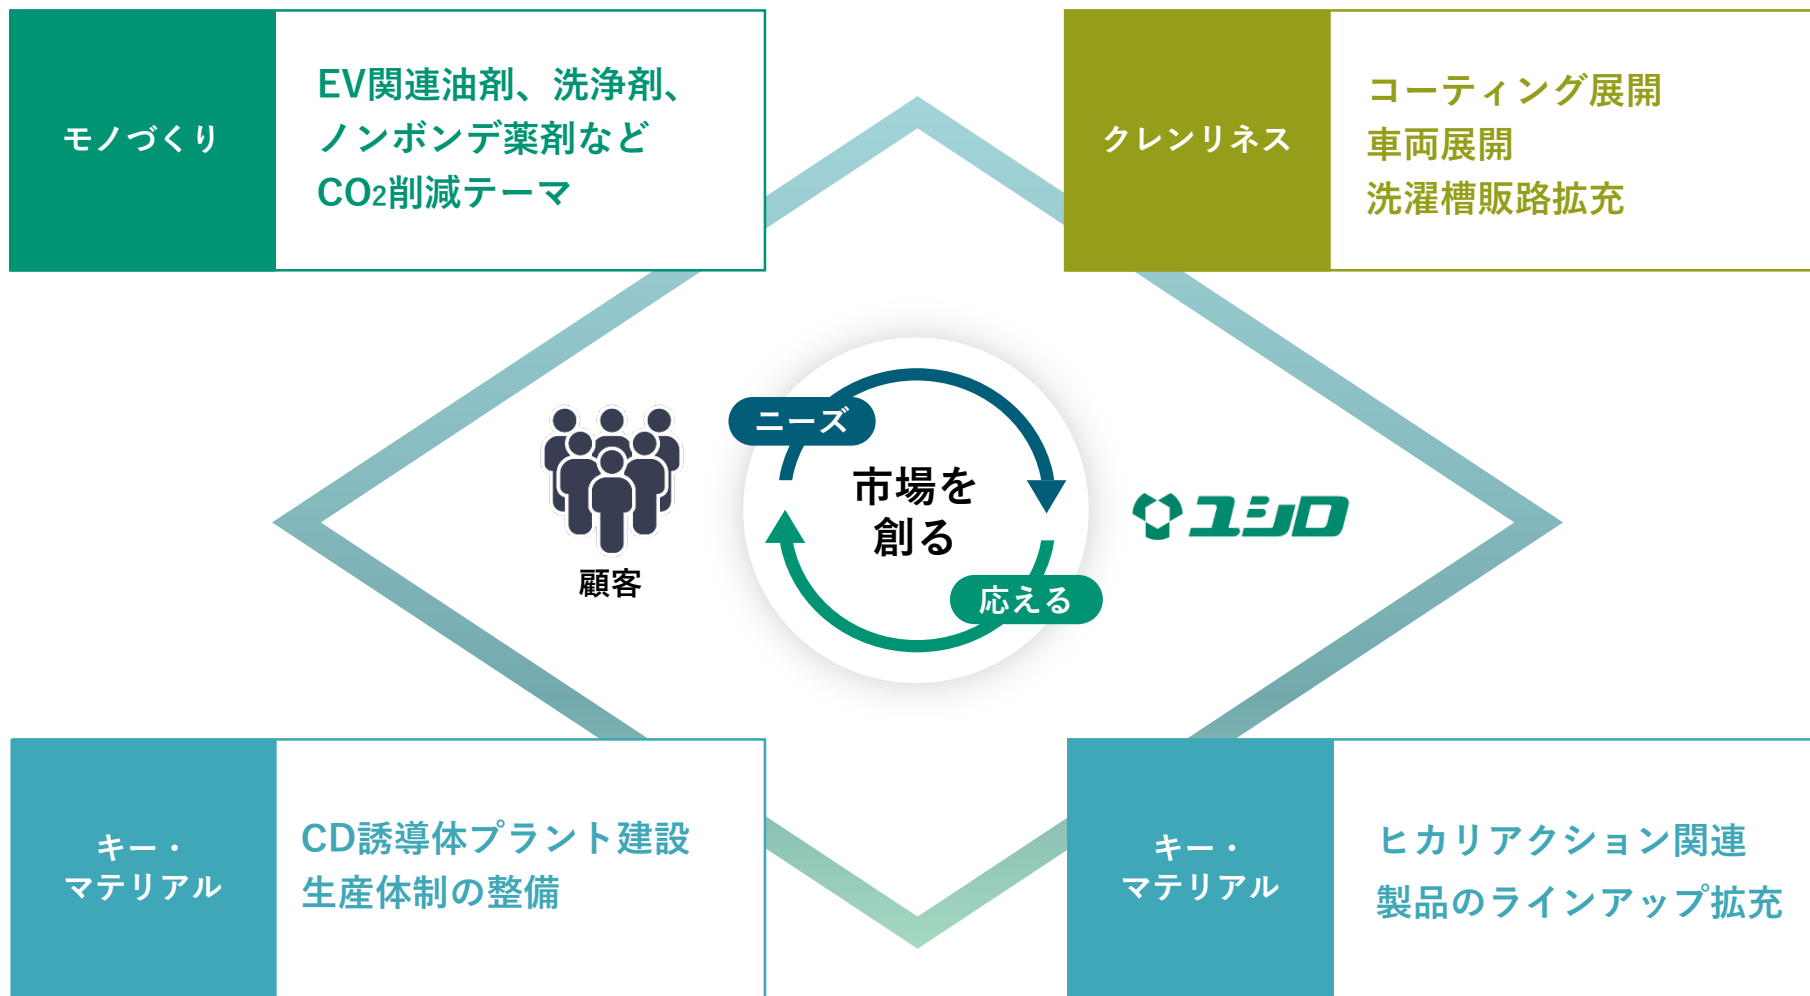 モノづくり
EV関連油剤、洗浄剤、
ノンボンデ薬剤など
CO2削減テーマ
クレンリネス
コーティング展開
車両展開
洗濯槽販路拡充
ニーズ
市場を
創る
応える
顧客
ユシロ
キー・
マテリアル
CD誘導体プラント建設
生産体制の整備
キー・
マテリアル
ヒカリアクション関連
製品のラインアップ拡充